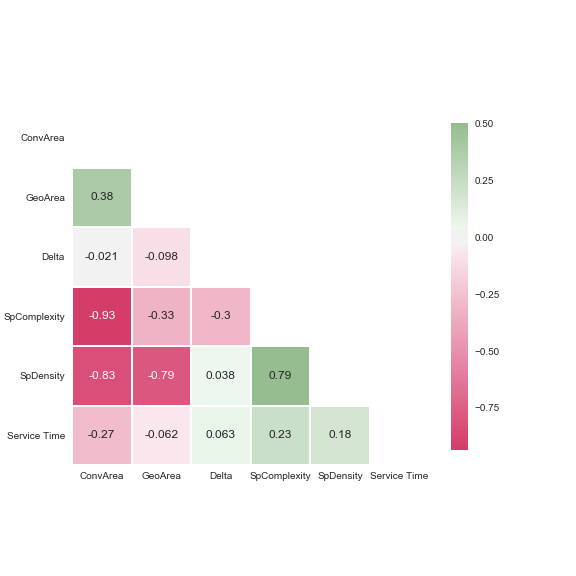 ConvArea
GeoArea 0.38
Delta -0.021 -0.098
SpComplexity -0.93 -0.33 -0.3
SpDensity -0.83 -0.79 0.038 0.79
Service Time -0.27 -0.062 0.063 0.23 0.18
ConvArea GeoArea Delta SpComplexity SpDensity Service Time
0.50
0.25
0.00
−0.25
−0.50
−0.75